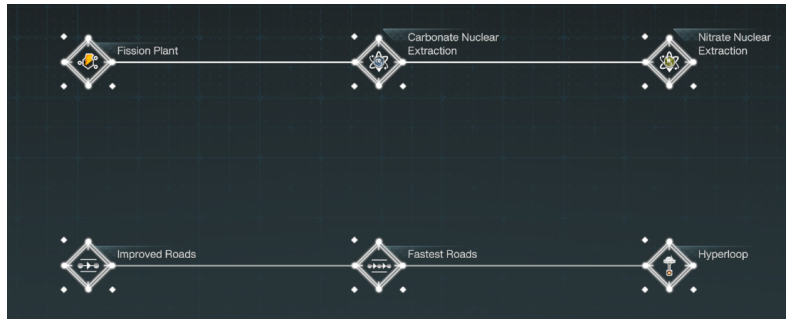 Fission Plant
Carbonate Nuclear
Extraction
Nitrate Nuclear
Extraction
Improved Roads
Fastest Roads
Hyperloop